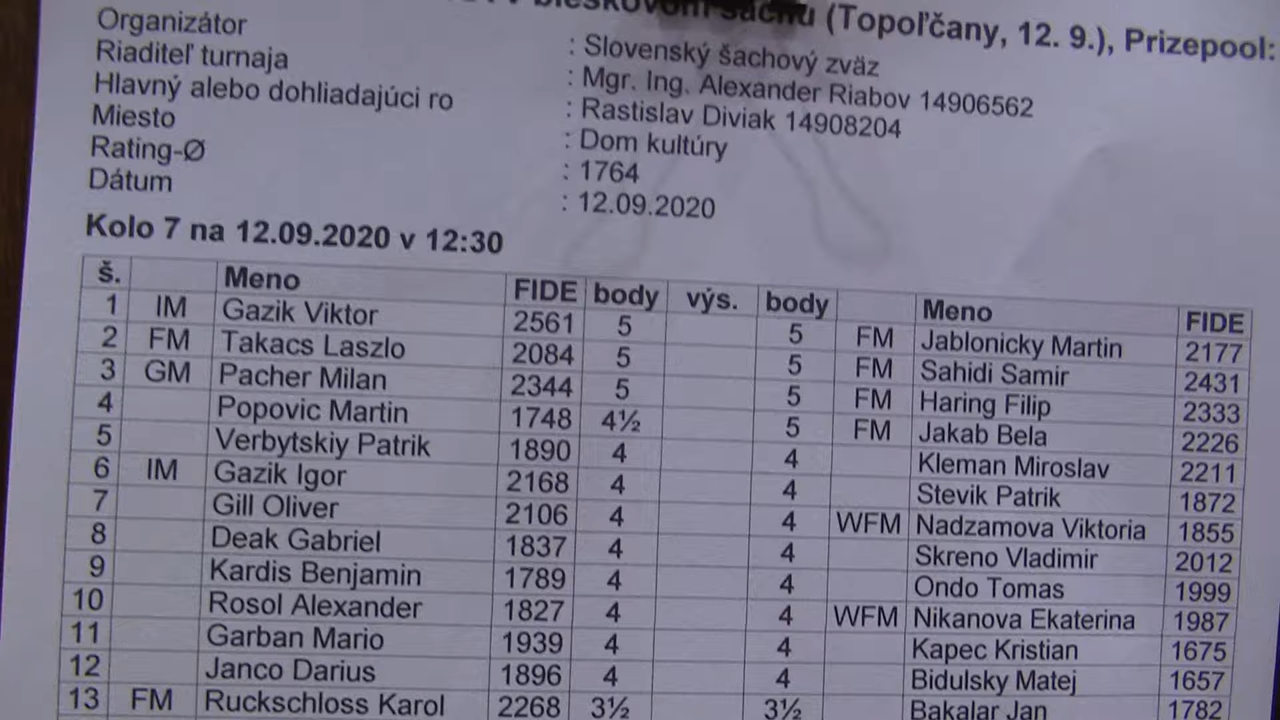 bleskovom šachu (Topoľčany, 12. 9.), Prizepool:
Organizátor : Slovenský šachový zväz
Riaditeľ turnaja : Mgr. Ing. Alexander Riabov 14906562
Hlavný alebo dohliadajúci ro : Rastislav Diviak 14908204
Miesto : Dom kultúry
Rating-Ø : 1764
Dátum : 12.09.2020
Kolo 7 na 12.09.2020 v 12:30
š. Meno FIDE body výs. body Meno FIDE
1 IM Gazik Viktor 2561 5 5 FM Jablonicky Martin 2177
2 FM Takacs Laszlo 2084 5 5 FM Sahidi Samir 2431
3 GM Pacher Milan 2344 5 5 FM Haring Filip 2333
4 Popovic Martin 1748 4½ 5 FM Jakab Bela 2226
5 Verbytskiy Patrik 1890 4 4 Kleman Miroslav 2211
6 IM Gazik Igor 2168 4 4 Stevik Patrik 1872
7 Gill Oliver 2106 4 4 WFM Nadzamova Viktoria 1855
8 Deak Gabriel 1837 4 4 Skreno Vladimir 2012
9 Kardis Benjamin 1789 4 4 Ondo Tomas 1999
10 Rosol Alexander 1827 4 4 WFM Nikanova Ekaterina 1987
11 Garban Mario 1939 4 4 Kapec Kristian 1675
12 Janco Darius 1896 4 4 Bidulsky Matej 1657
13 FM Ruckschloss Karol 2268 3½ 3½ Bakalar Jan 1782